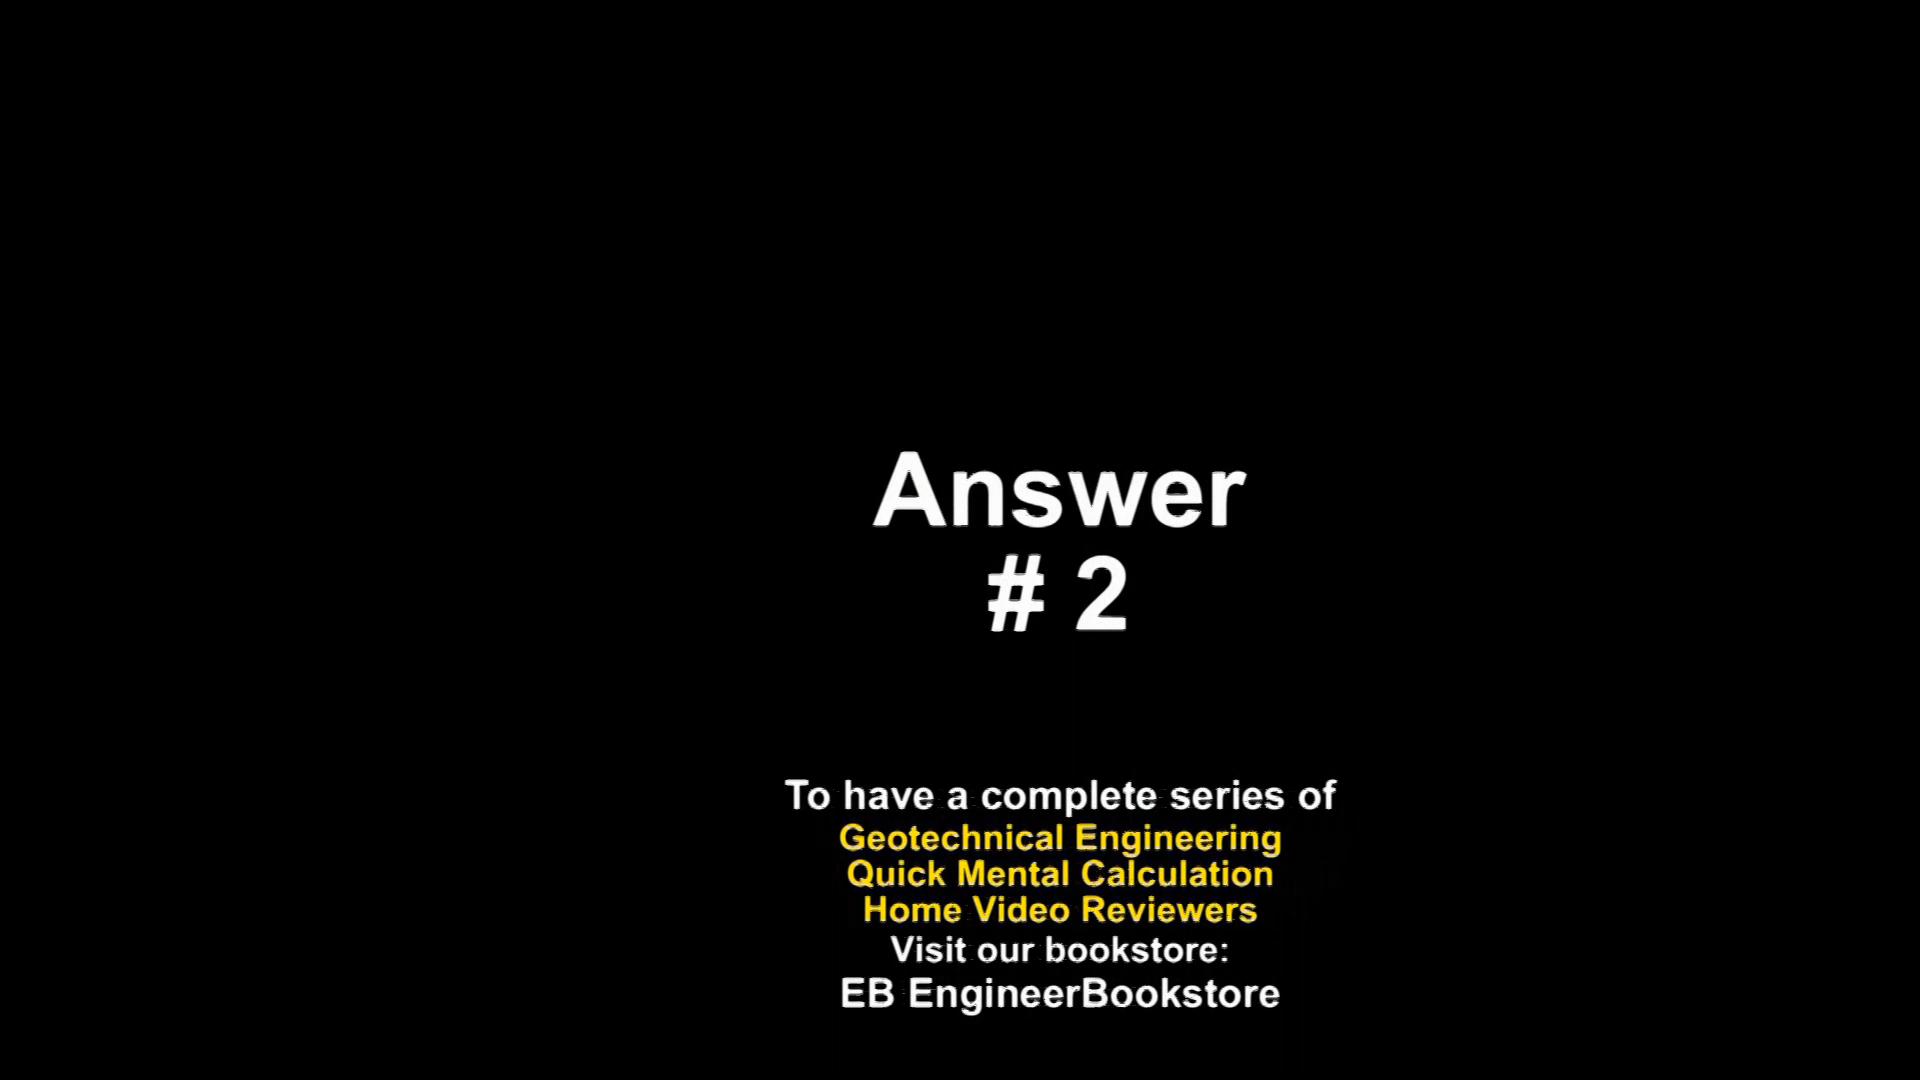 Answer
# 2
To have a complete series of
Geotechnical Engineering
Quick Mental Calculation
Home Video Reviewers
Visit our bookstore:
EB EngineerBookstore